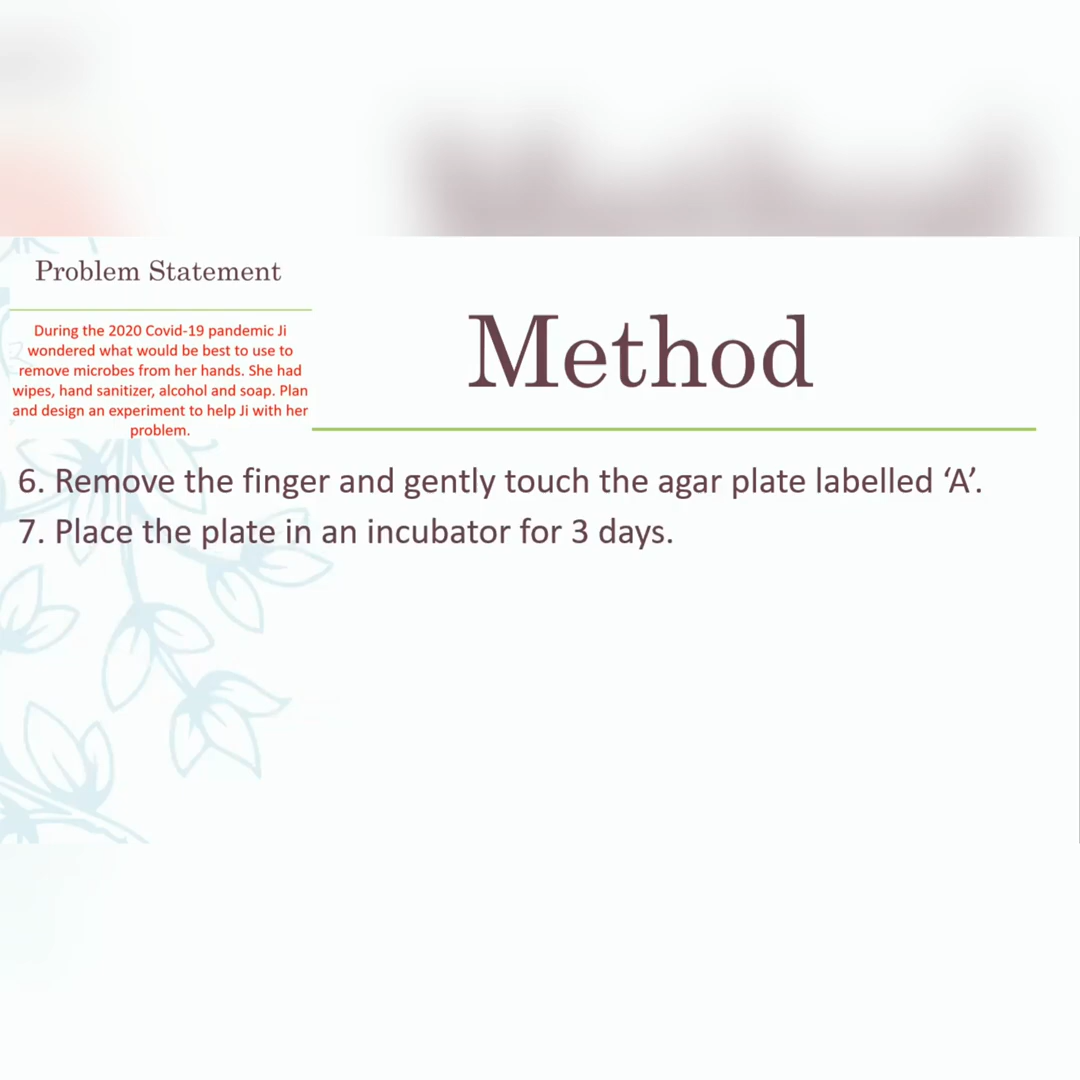 Problem Statement
During the 2020 Covid-19 pandemic Ji
wondered what would be best to use to
remove microbes from her hands. She had
wipes, hand sanitizer, alcohol and soap. Plan
and design an experiment to help Ji with her
problem.
Method
6. Remove the finger and gently touch the agar plate labelled ‘A’.
7. Place the plate in an incubator for 3 days.